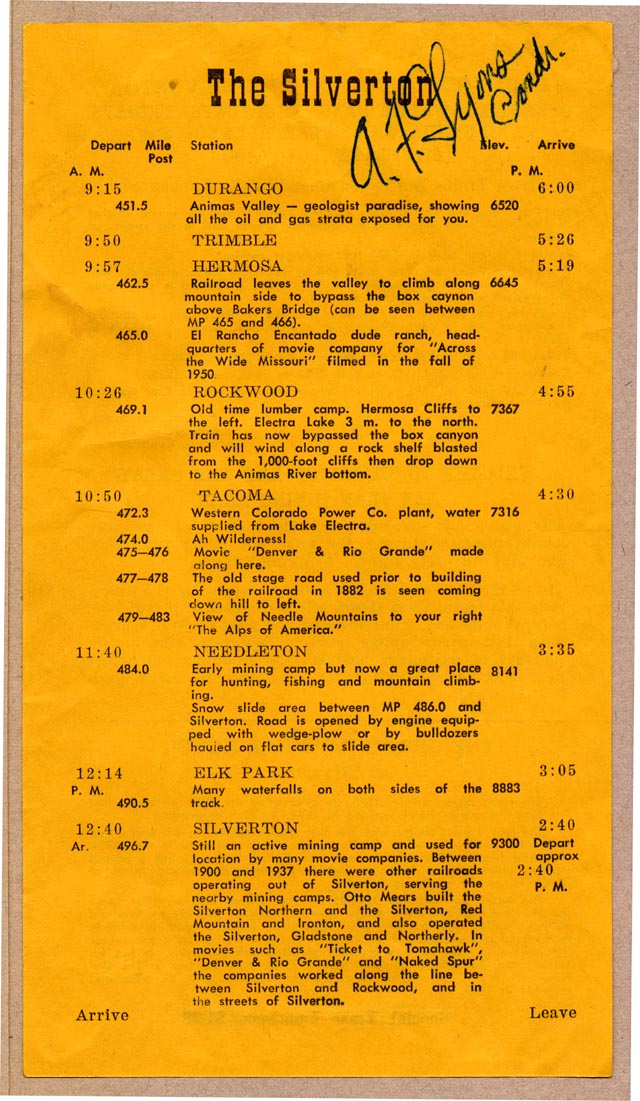 The Silverton
A. F. Lyons
Condr.
Depart Mile Post Station Elev. Arrive
A. M. P. M.
9:15 DURANGO 6:00
451.5 Animas Valley — geologist paradise, showing 6520
all the oil and gas strata exposed for you.
9:50 TRIMBLE 5:26
9:57 HERMOSA 5:19
462.5 Railroad leaves the valley to climb along 6645
mountain side to bypass the box caynon
above Bakers Bridge (can be seen between
MP 465 and 466).
465.0 El Rancho Encantado dude ranch, head-
quarters of movie company for "Across
the Wide Missouri" filmed in the fall of
1950.
10:26 ROCKWOOD 4:55
469.1 Old time lumber camp. Hermosa Cliffs to 7367
the left. Electra Lake 3 m. to the north.
Train has now bypassed the box canyon
and will wind along a rock shelf blasted
from the 1,000-foot cliffs then drop down
to the Animas River bottom.
10:50 TACOMA 4:30
472.3 Western Colorado Power Co. plant, water 7316
supplied from Lake Electra.
474.0 Ah Wilderness!
475—476 Movie "Denver & Rio Grande" made
along here.
477—478 The old stage road used prior to building
of the railroad in 1882 is seen coming
down hill to left.
479—483 View of Needle Mountains to your right
"The Alps of America."
11:40 NEEDLETON 3:35
484.0 Early mining camp but now a great place 8141
for hunting, fishing and mountain climb-
ing.
Snow slide area between MP 486.0 and
Silverton. Road is opened by engine equip-
ped with wedge-plow or by bulldozers
hauled on flat cars to slide area.
12:14 ELK PARK 3:05
P. M. Many waterfalls on both sides of the 8883
490.5 track.
12:40 SILVERTON 2:40
Ar. 496.7 Still an active mining camp and used for 9300 Depart
location by many movie companies. Between approx
1900 and 1937 there were other railroads 2:40
operating out of Silverton, serving the P. M.
nearby mining camps. Otto Mears built the
Silverton Northern and the Silverton, Red
Mountain and Ironton, and also operated
the Silverton, Gladstone and Northerly. In
movies such as "Ticket to Tomahawk",
"Denver & Rio Grande" and "Naked Spur"
the companies worked along the line be-
tween Silverton and Rockwood, and in
the streets of Silverton.
Arrive Leave